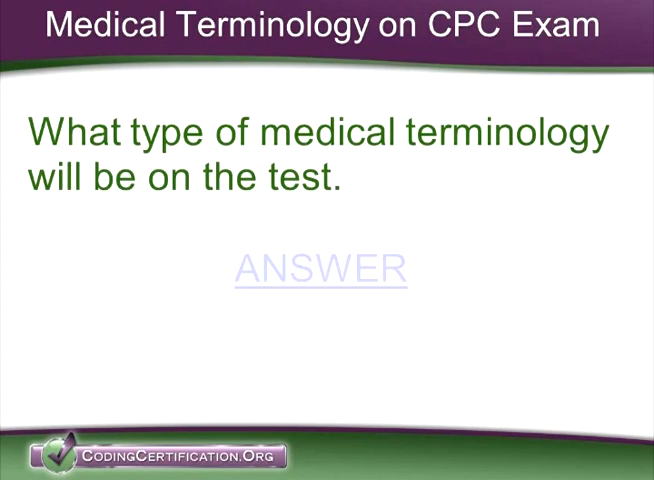 Medical Terminology on CPC Exam
What type of medical terminology
will be on the test.
ANSWER
CodingCertification.Org